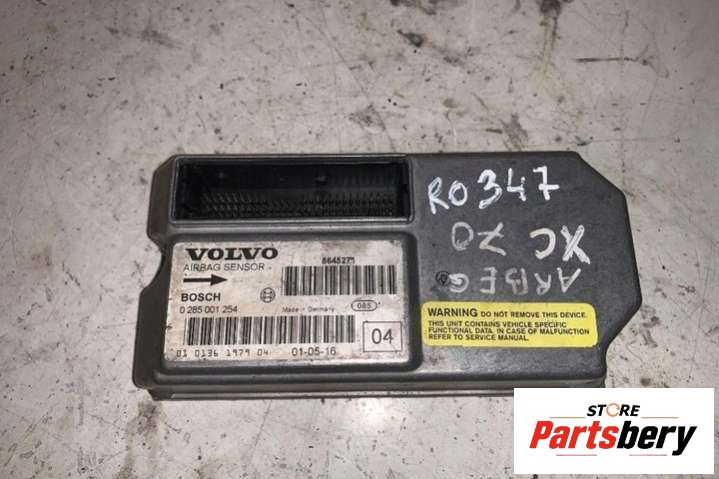 VOLVO
AIRBAG SENSOR
8645271
BOSCH
0 285 001 254
Made in Germany
085
01 0136 1979 04
01-05-16
04
RO347
XC 70
ARBEG
WARNING DO NOT REMOVE THIS DEVICE.
THIS UNIT CONTAINS VEHICLE SPECIFIC
FUNCTIONAL DATA. IN CASE OF MALFUNCTION
REFER TO SERVICE MANUAL.
STORE
Partsbery